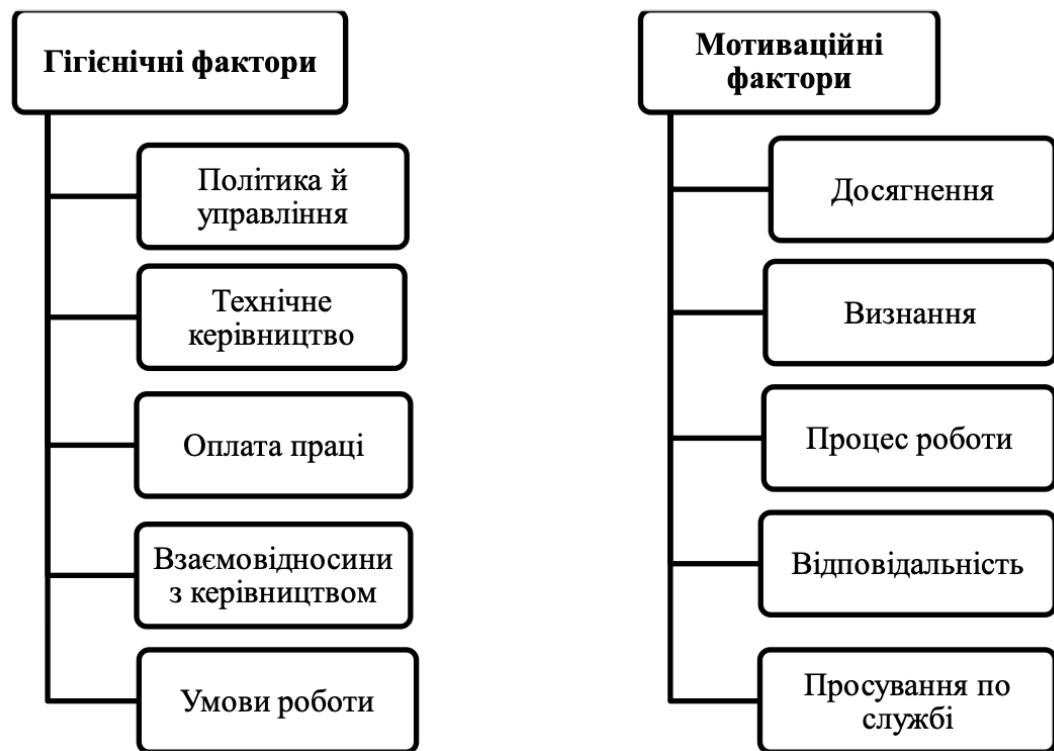 Гігієнічні фактори
Політика й
управління
Технічне
керівництво
Оплата праці
Взаємовідносини
з керівництвом
Умови роботи
Мотиваційні
фактори
Досягнення
Визнання
Процес роботи
Відповідальність
Просування по
службі